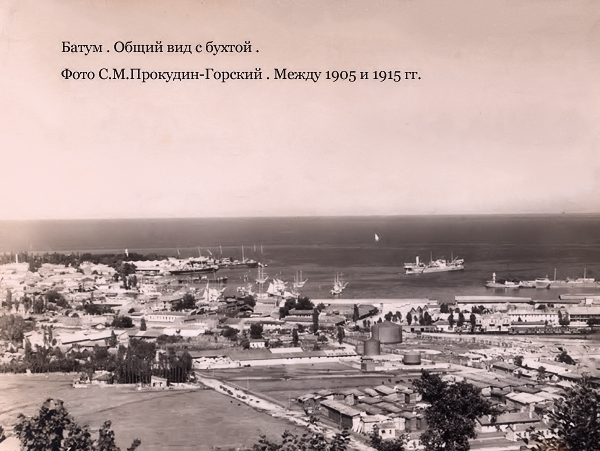 Батум . Общий вид с бухтой .
Фото С.М.Прокудин-Горский . Между 1905 и 1915 гг.